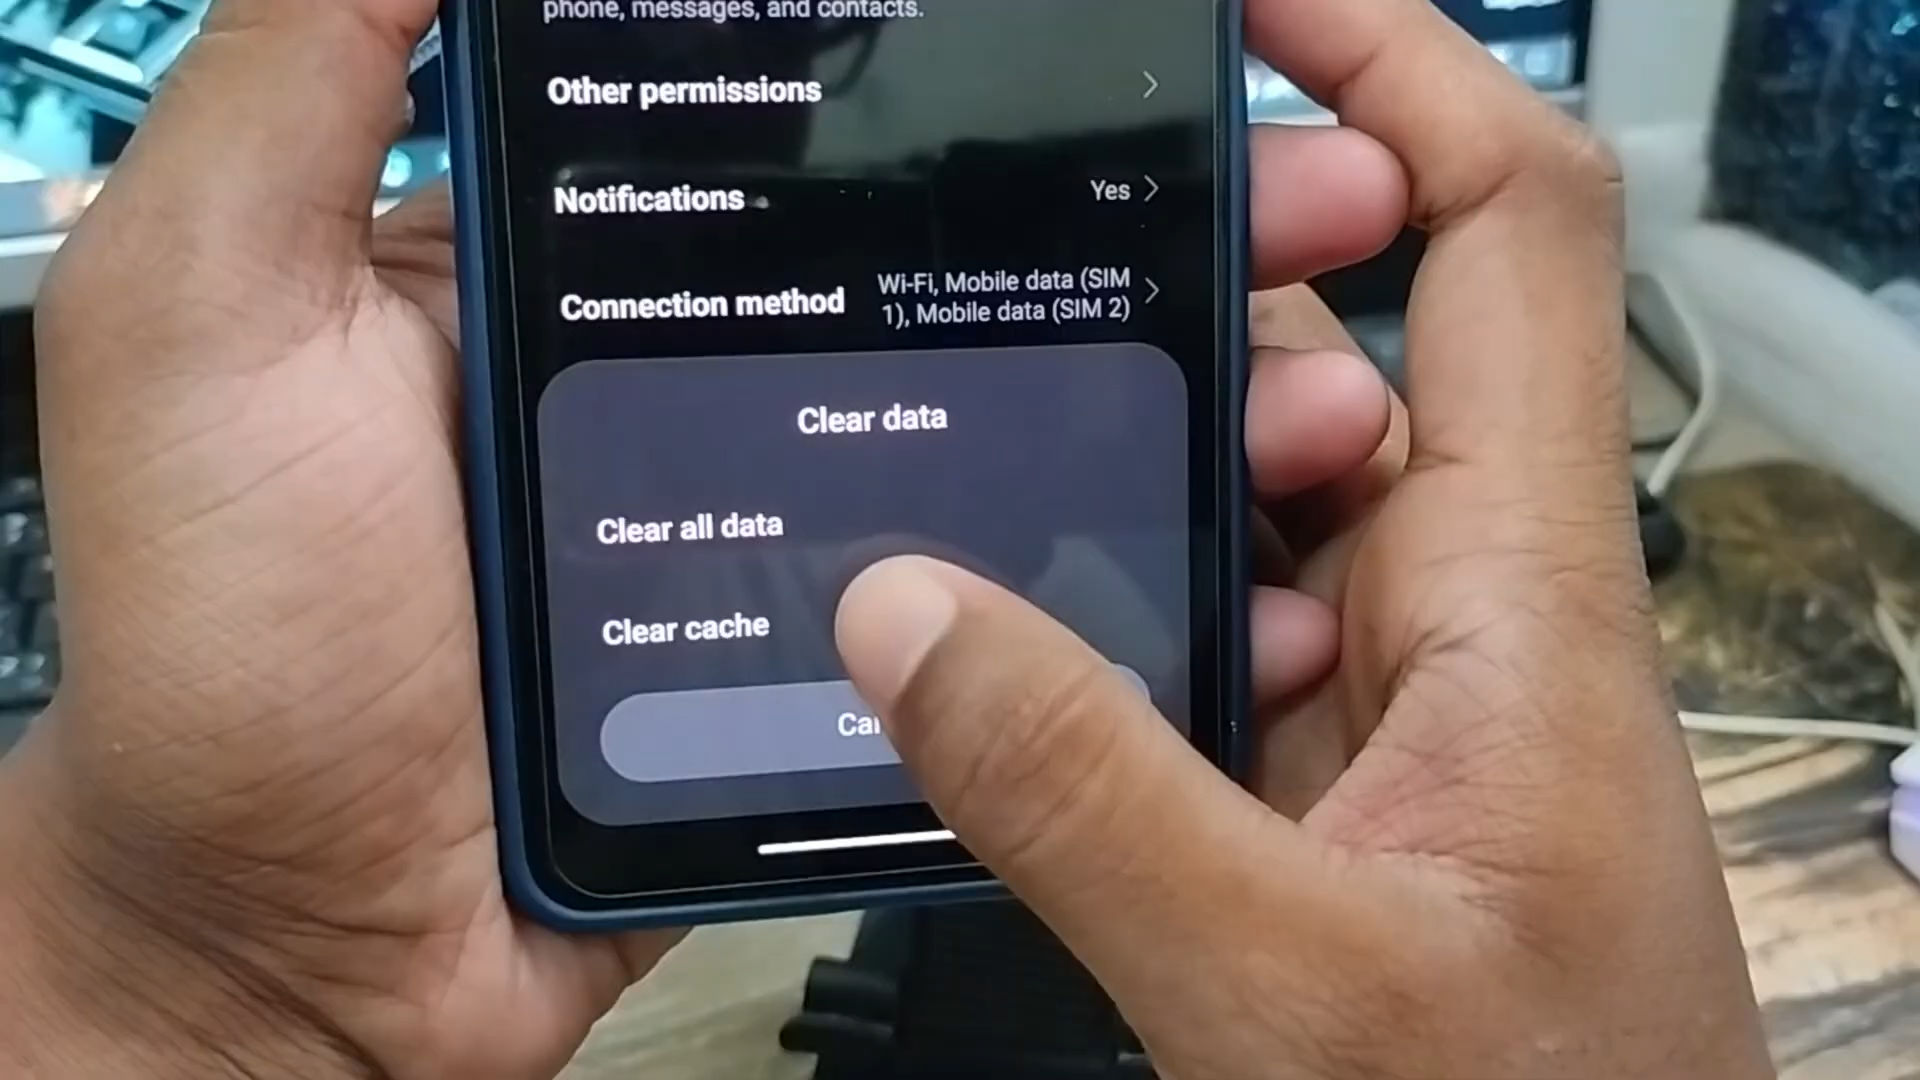 phone, messages, and contacts.
Other permissions
Notifications
Yes
Connection method
Wi-Fi, Mobile data (SIM
1), Mobile data (SIM 2)
Clear data
Clear all data
Clear cache